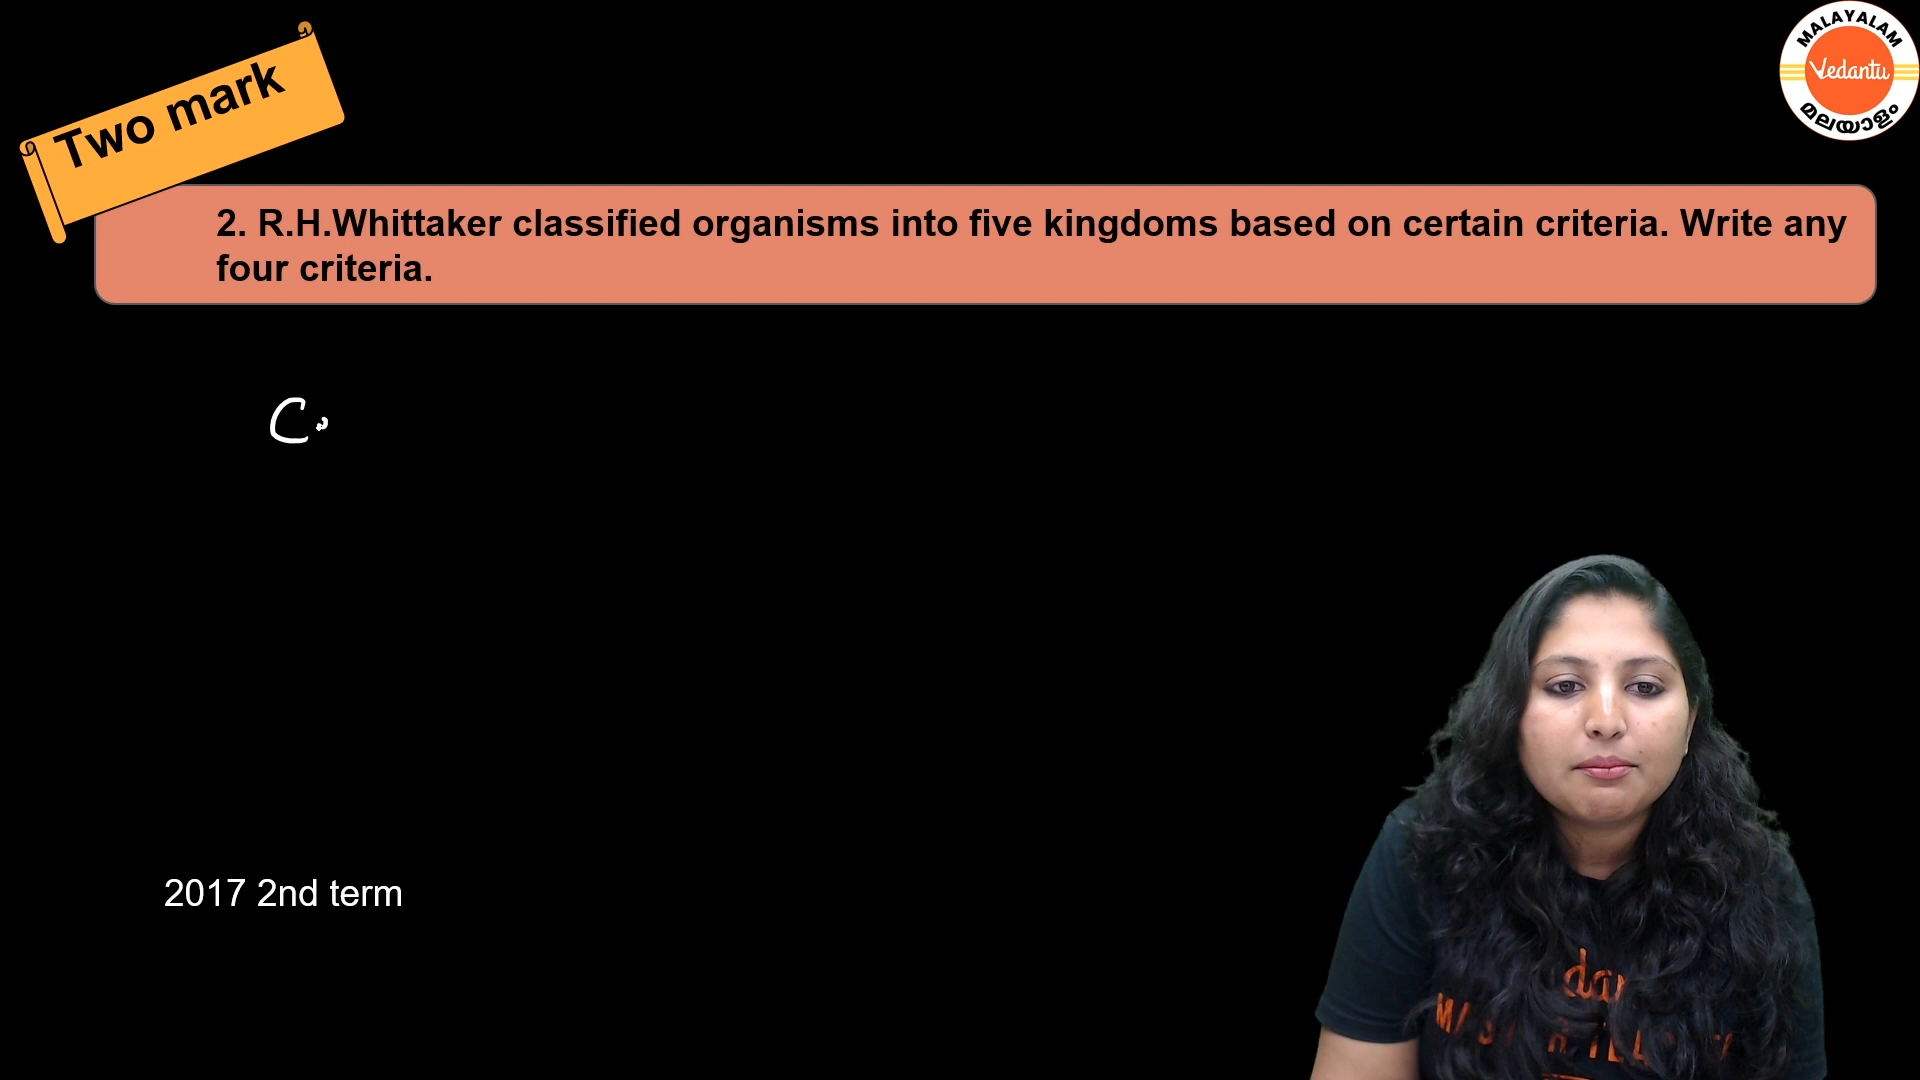 Two mark
MALAYALAM
Vedantu
മലയാളം
2. R.H.Whittaker classified organisms into five kingdoms based on certain criteria. Write any
four criteria.
C
2017 2nd term